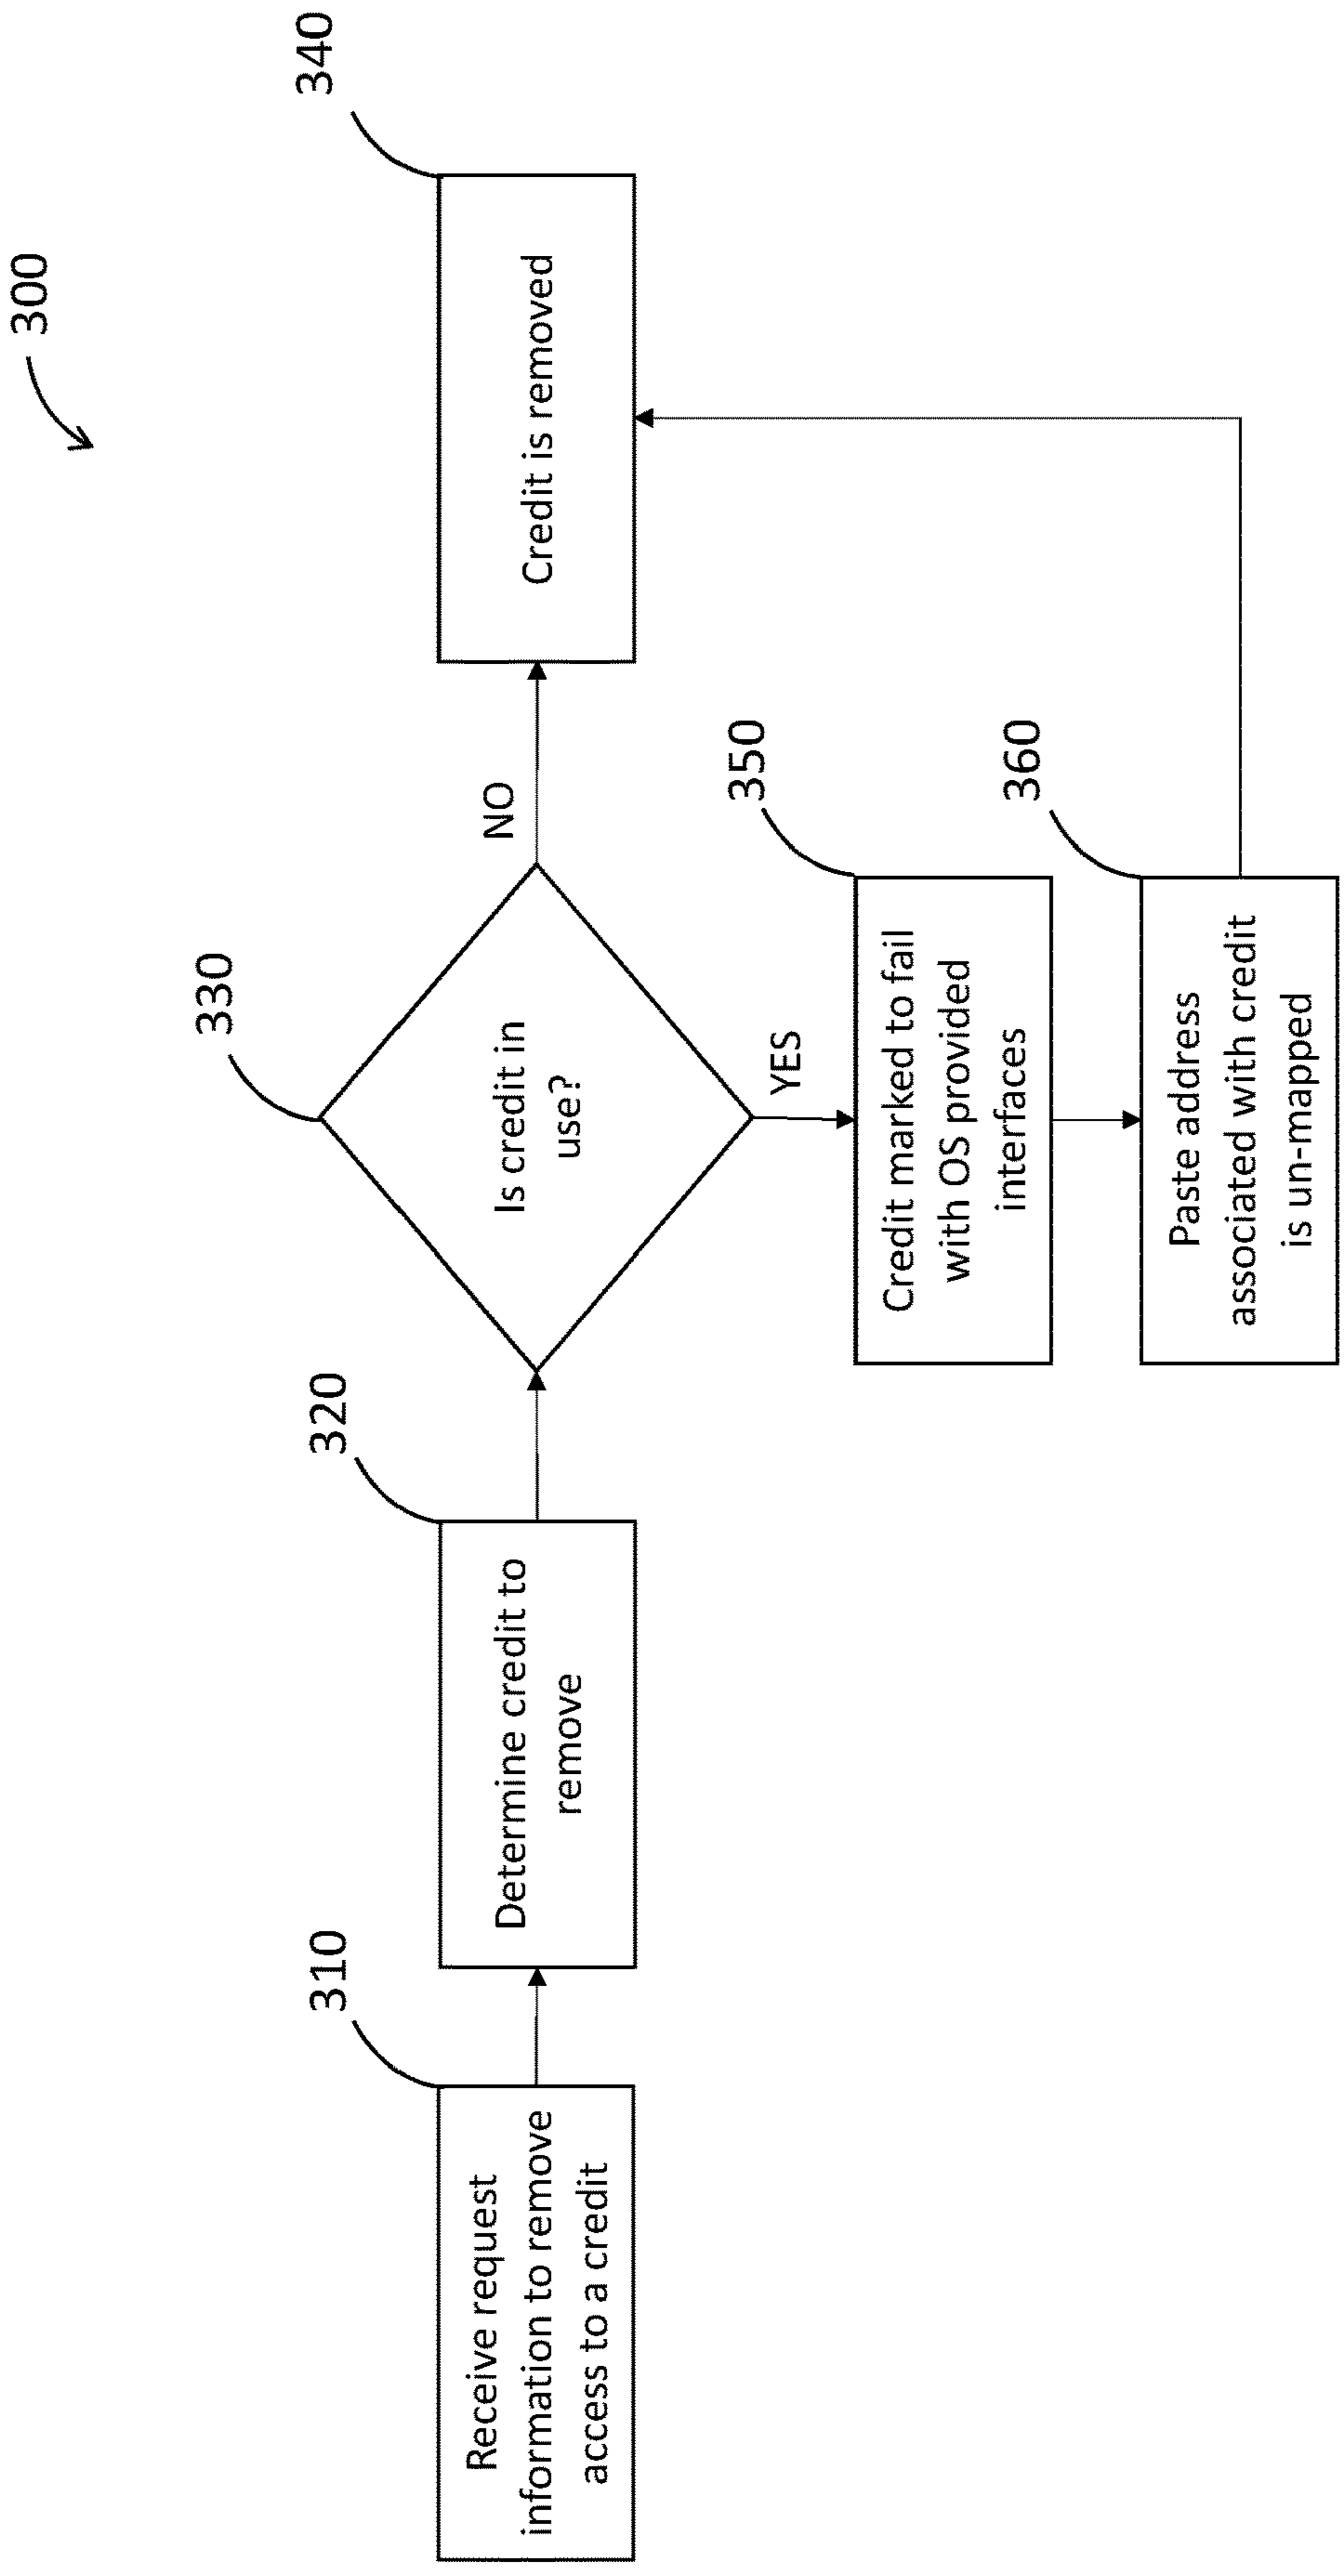 300
310
Receive request
information to remove
access to a credit
320
Determine credit to
remove
330
Is credit in
use?
NO
340
Credit is removed
YES
350
Credit marked to fail
with OS provided
interfaces
360
Paste address
associated with credit
is un-mapped